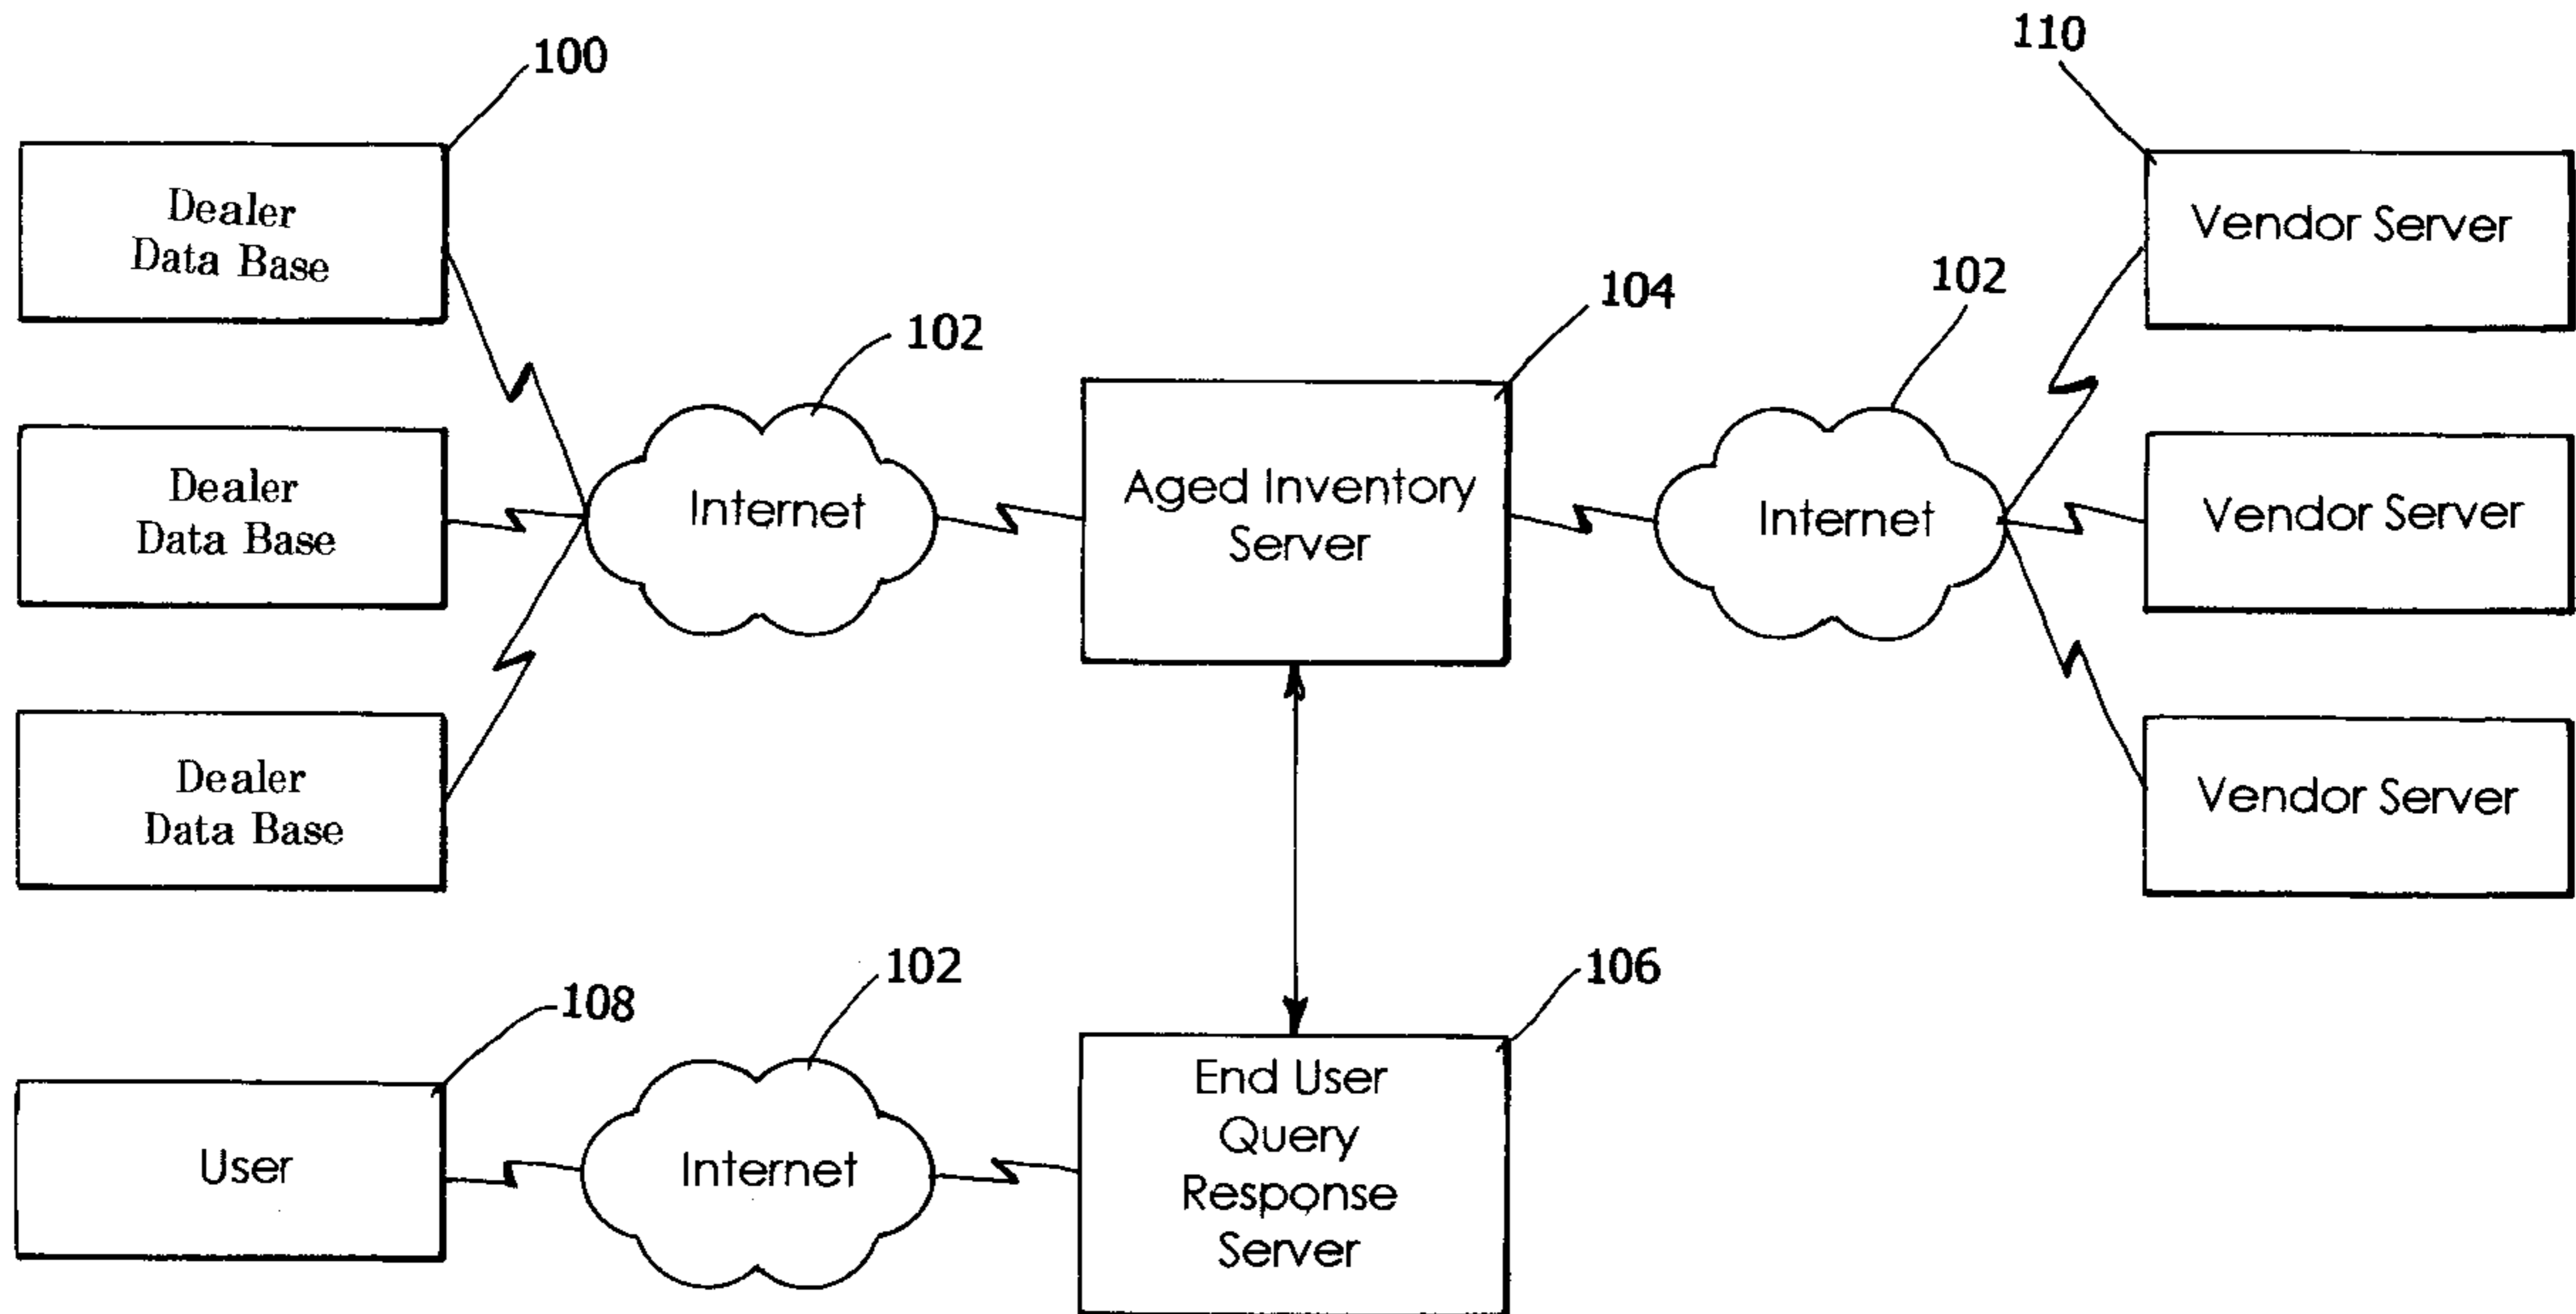 100
110
Dealer
Data Base
Vendor Server
102
104
102
Dealer
Data Base
Internet
Aged Inventory
Server
Internet
Vendor Server
Dealer
Data Base
Vendor Server
108
102
106
User
Internet
End User
Query
Response
Server